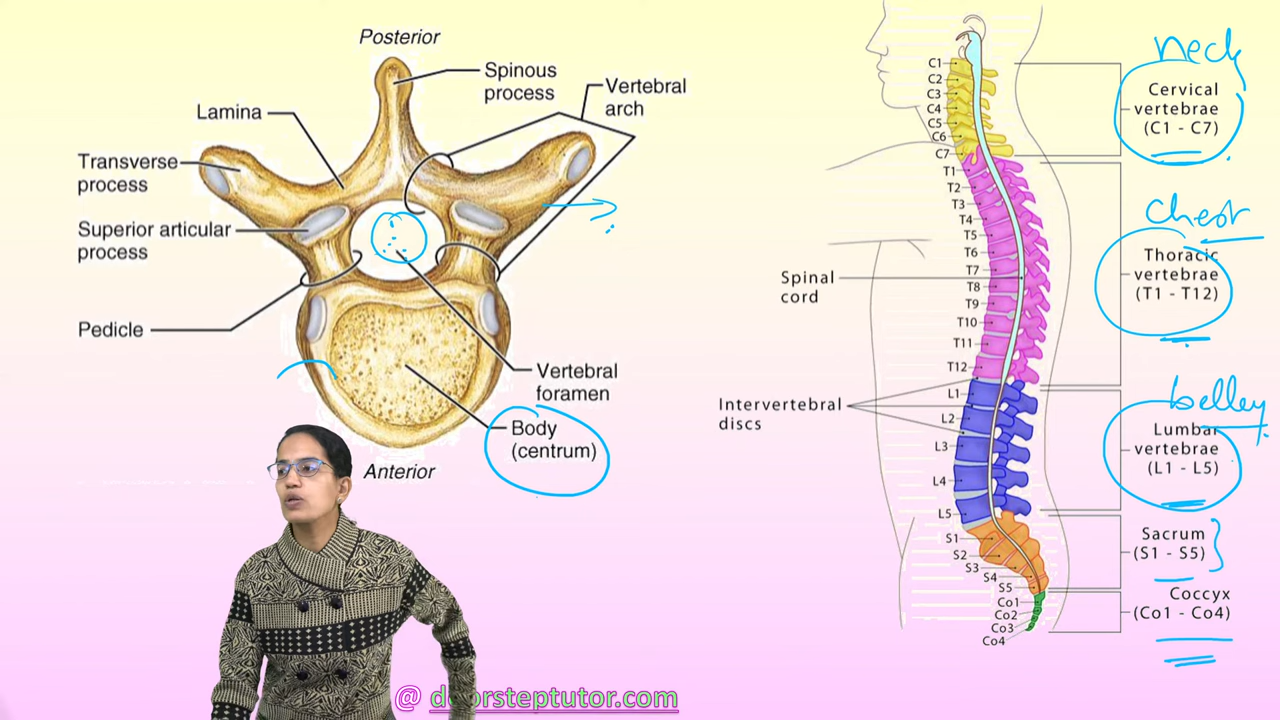 Posterior
Spinous
process
Vertebral
arch
Lamina
Transverse
process
Superior articular
process
Pedicle
Vertebral
foramen
Body
(centrum)
Anterior
@ doorsteptutor.com
C1
C2
C3
C4
C5
C6
C7
T1
T2
T3
T4
T5
T6
T7
T8
T9
T10
T11
T12
L1
L2
L3
L4
L5
S1
S2
S3
S4
S5
Co1
Co2
Co3
Co4
Spinal
cord
Intervertebral
discs
neck
Cervical
vertebrae
(C1 - C7)
chest
Thoracic
vertebrae
(T1 - T12)
belley
Lumbar
vertebrae
(L1 - L5)
Sacrum
(S1 - S5)
Coccyx
(Co1 - Co4)